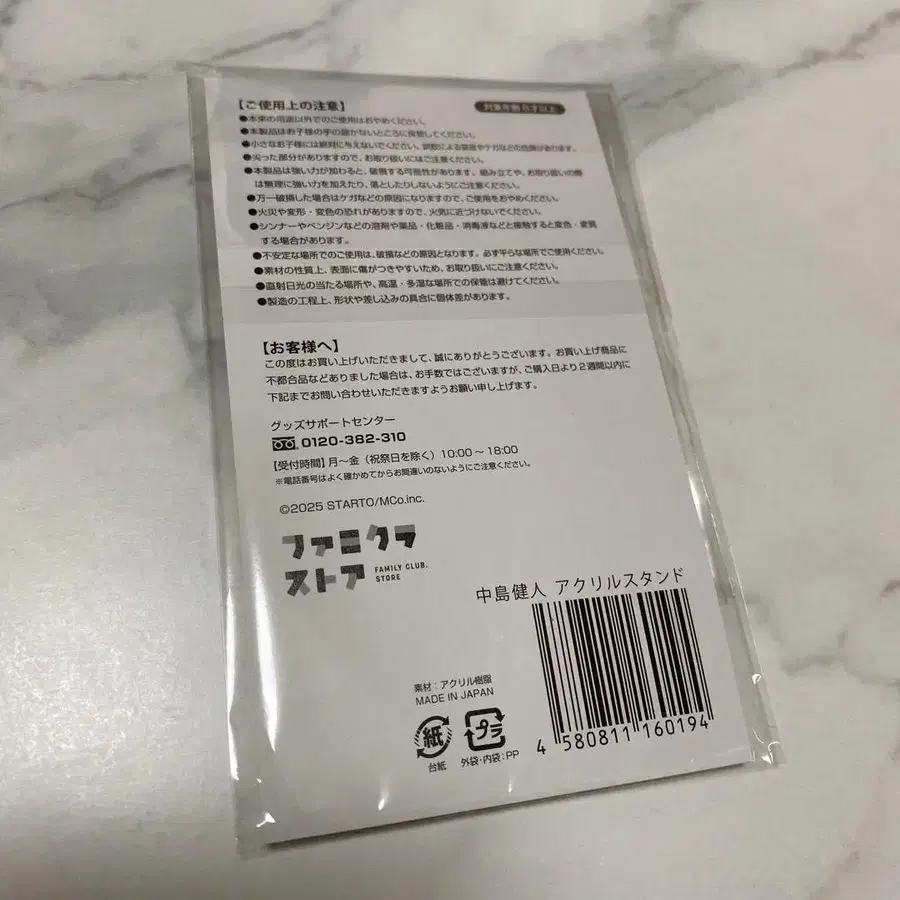 【ご使用上の注意】
対象年齢 8才以上
●本来の用途以外でのご使用はおやめください。
●本製品はお子様の手の届かないところに保管してください。
●小さなお子様には絶対に与えないでください。誤飲による窒息やケガなどの危険があります。
●尖った部分がありますので、お取り扱いにはご注意ください。
●本製品は強い力が加わると、破損する可能性があります。組み立てや、お取り扱いの際
は無理に強い力を加えたり、落としたりしないようにご注意ください。
●万一破損した場合はケガなどの原因になりますので、ご使用をおやめください。
●火災や変形・変色の恐れがありますので、火気に近づけないでください。
●シンナーやベンジンなどの溶剤や薬品・化粧品・消毒液などと接触すると変色・変質
する場合があります。
●不安定な場所でのご使用は、破損などの原因となります。必ず平らな場所でご使用ください。
●素材の性質上、表面に傷がつきやすいため、お取り扱いにご注意ください。
●直射日光の当たる場所や、高温・多湿な場所での保管は避けてください。
●製造の工程上、形状や差し込みの具合に個体差があります。
【お客様へ】
この度はお買い上げいただきまして、誠にありがとうございます。お買い上げ商品に
不都合品などありました場合は、お手数ではございますが、ご購入日より2週間以内に
下記までお問い合わせいただきますようお願い申し上げます。
グッズサポートセンター
0120-382-310
【受付時間】月〜金（祝祭日を除く）10:00〜18:00
※電話番号はよく確かめてからお間違いのないようにご注意ください。
©2025 STARTO/MCo.inc.
ファミクラ
ストア
FAMILY CLUB.
STORE
中島健人 アクリルスタンド
素材：アクリル樹脂
MADE IN JAPAN
紙
台紙
プラ
外袋・内袋：PP
4 580811 160194